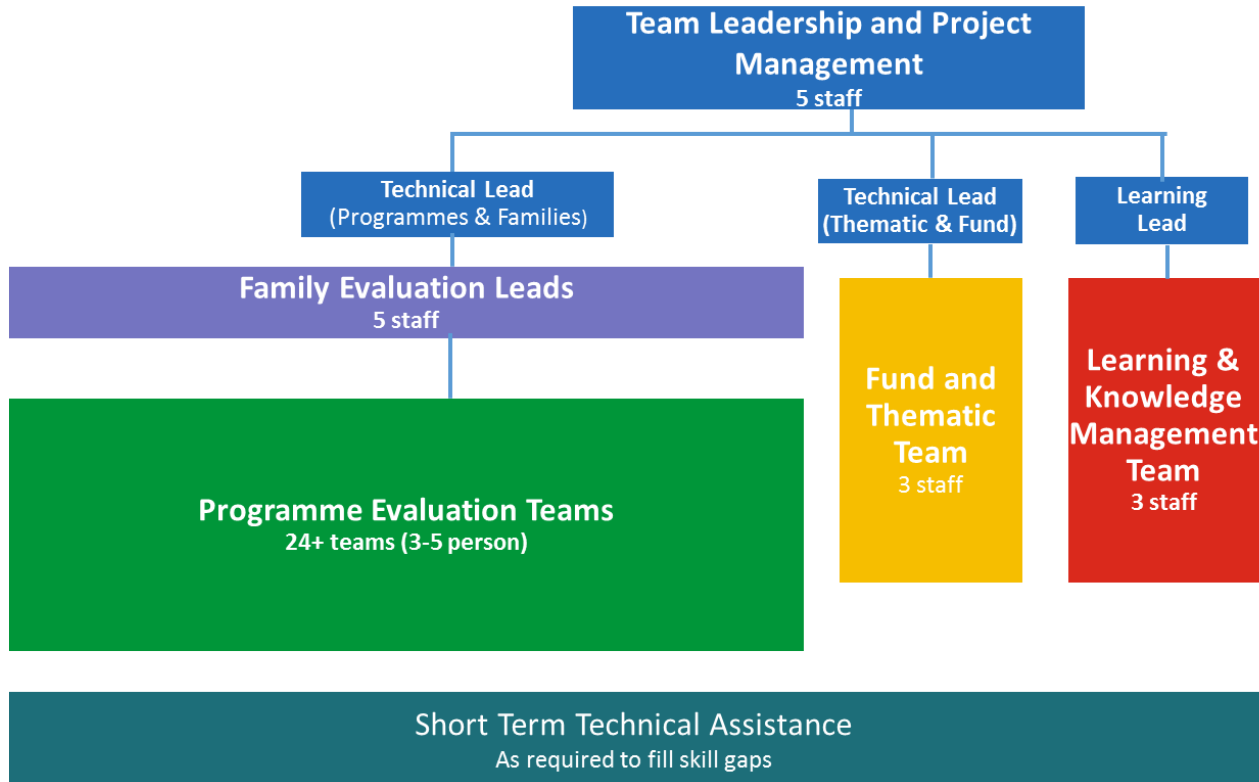 Team Leadership and Project
Management
5 staff
Technical Lead
(Programmes & Families)
Technical Lead
(Thematic & Fund)
Learning
Lead
Family Evaluation Leads
5 staff
Fund and
Thematic
Team
3 staff
Learning &
Knowledge
Management
Team
3 staff
Programme Evaluation Teams
24+ teams (3-5 person)
Short Term Technical Assistance
As required to fill skill gaps